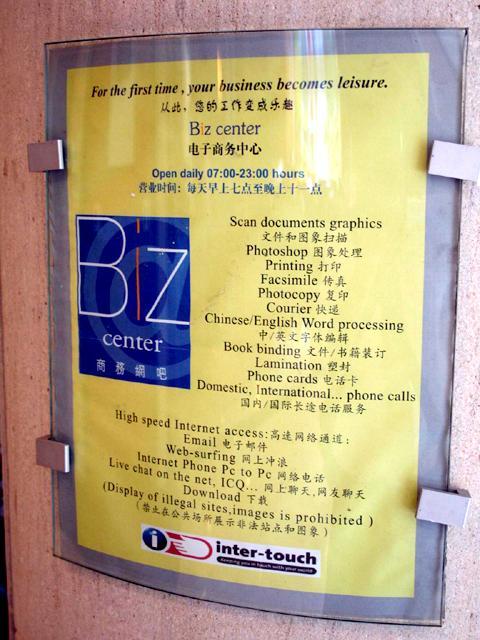 For the first time, your business becomes leisure.
从此，您的工作变成乐趣
Biz center
电子商务中心
Open daily 07:00-23:00 hours
营业时间：每天早上七点至晚上十一点
Biz
center
商務網吧
Scan documents graphics
文件和图象扫描
Photoshop 图象处理
Printing 打印
Facsimile 传真
Photocopy 复印
Courier 快递
Chinese/English Word processing
中/英文字体编辑
Book binding 文件/书籍装订
Lamination 塑封
Phone cards 电话卡
Domestic, International... phone calls
国内/国际长途电话服务
High speed Internet access:高速网络通道：
Email 电子邮件
Web-surfing 网上冲浪
Internet Phone Pc to Pc 网络电话
Live chat on the net, ICQ... 网上聊天,网友聊天
Download 下载
(Display of illegal sites,images is prohibited )
（禁止在公共场所展示非法站点和图象）
inter-touch
Keeping you in touch with your world